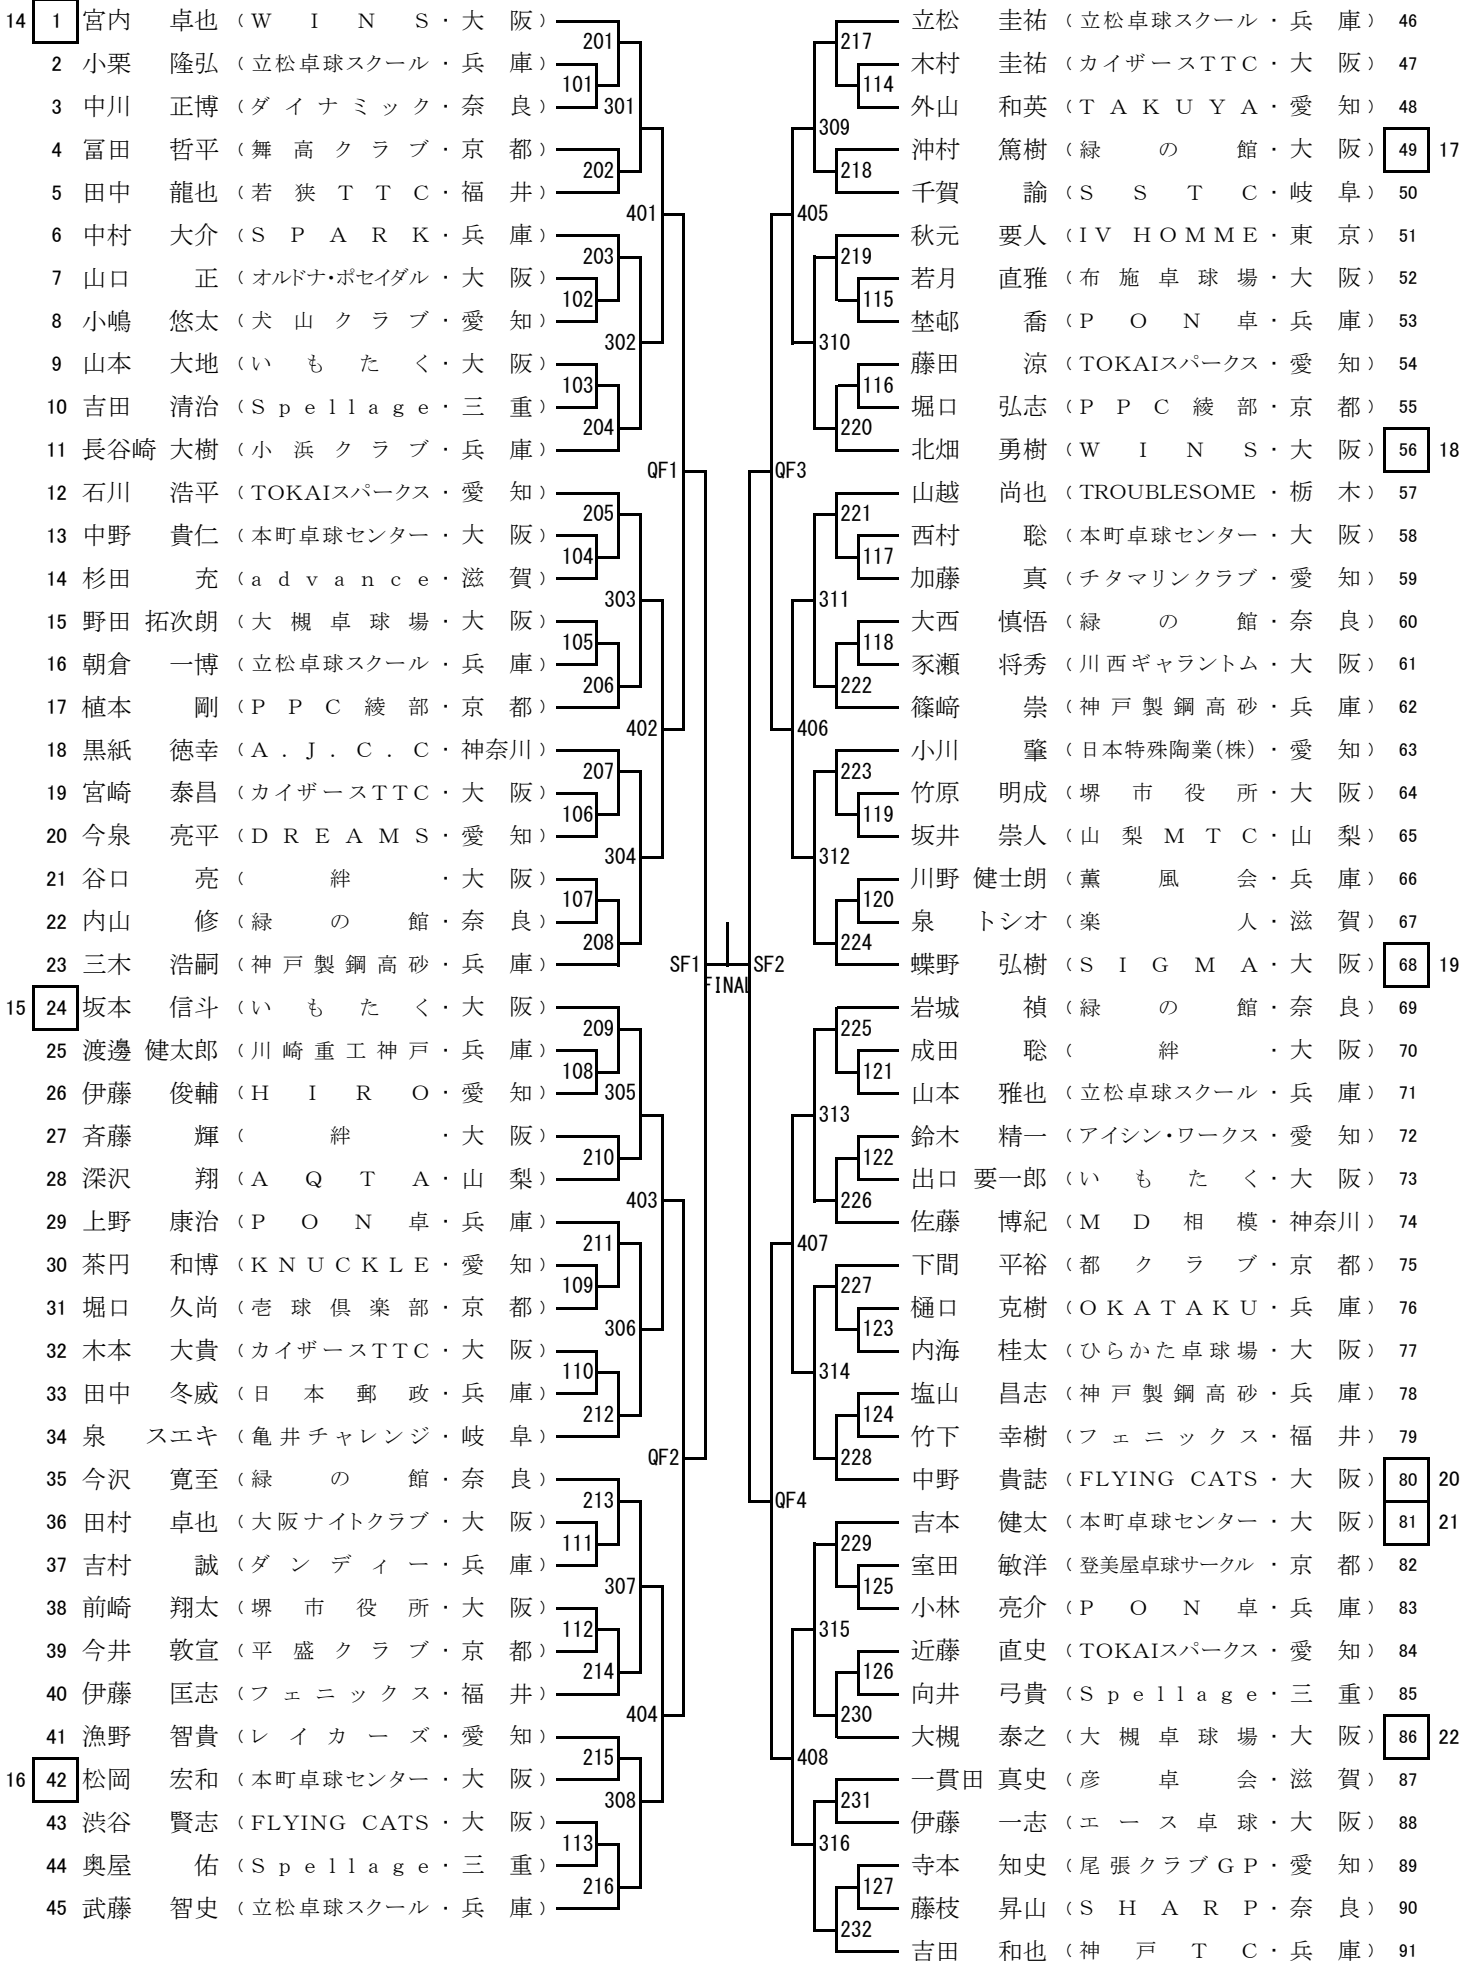 14 1 宮内 卓也 (WINS・大阪)
2 小栗 隆弘 (立松卓球スクール・兵庫)
3 中川 正博 (ダイナミック・奈良)
4 冨田 哲平 (舞高クラブ・京都)
5 田中 龍也 (若狭TTC・福井)
6 中村 大介 (SPARK・兵庫)
7 山口 正 (オルドナ・ポセイダル・大阪)
8 小嶋 悠太 (犬山クラブ・愛知)
9 山本 大地 (いもたく・大阪)
10 吉田 清治 (Spellage・三重)
11 長谷崎 大樹 (小浜クラブ・兵庫)
12 石川 浩平 (TOKAIスパークス・愛知)
13 中野 貴仁 (本町卓球センター・大阪)
14 杉田 充 (advance・滋賀)
15 野田 拓次朗 (大槻卓球場・大阪)
16 朝倉 一博 (立松卓球スクール・兵庫)
17 植本 剛 (PPC綾部・京都)
18 黒紙 徳幸 (A.J.C.C・神奈川)
19 宮崎 泰昌 (カイザースTTC・大阪)
20 今泉 亮平 (DREAMS・愛知)
21 谷口 亮 (絆・大阪)
22 内山 修 (緑の館・奈良)
23 三木 浩嗣 (神戸製鋼高砂・兵庫)
15 24 坂本 信斗 (いもたく・大阪)
25 渡邊 健太郎 (川崎重工神戸・兵庫)
26 伊藤 俊輔 (HIRO・愛知)
27 斉藤 輝 (絆・大阪)
28 深沢 翔 (AQTA・山梨)
29 上野 康治 (PON卓・兵庫)
30 茶円 和博 (KNUCKLE・愛知)
31 堀口 久尚 (壱球倶楽部・京都)
32 木本 大貴 (カイザースTTC・大阪)
33 田中 冬威 (日本郵政・兵庫)
34 泉 スエキ (亀井チャレンジ・岐阜)
35 今沢 寛至 (緑の館・奈良)
36 田村 卓也 (大阪ナイトクラブ・大阪)
37 吉村 誠 (ダンディー・兵庫)
38 前崎 翔太 (堺市役所・大阪)
39 今井 敦宣 (平盛クラブ・京都)
40 伊藤 匡志 (フェニックス・福井)
41 漁野 智貴 (レイカーズ・愛知)
16 42 松岡 宏和 (本町卓球センター・大阪)
43 渋谷 賢志 (FLYING CATS・大阪)
44 奥屋 佑 (Spellage・三重)
45 武藤 智史 (立松卓球スクール・兵庫)
201
101
301
202
401
203
102
302
103
204
QF1
205
104
303
105
206
402
207
106
304
107
208
SF1
209
108
305
210
403
211
109
306
110
212
QF2
213
111
307
112
214
404
215
308
113
216
FINAL
217
114
309
218
405
219
115
310
116
220
QF3
221
117
311
118
222
406
223
119
312
120
224
SF2
225
121
313
122
226
407
227
123
314
124
228
QF4
229
125
315
126
230
408
231
316
127
232
立松 圭祐 (立松卓球スクール・兵庫) 46
木村 圭祐 (カイザースTTC・大阪) 47
外山 和英 (TAKUYA・愛知) 48
沖村 篤樹 (緑の館・大阪) 49 17
千賀 諭 (SSTC・岐阜) 50
秋元 要人 (IV HOMME・東京) 51
若月 直雅 (布施卓球場・大阪) 52
埜邨 喬 (PON卓・兵庫) 53
藤田 涼 (TOKAIスパークス・愛知) 54
堀口 弘志 (PPC綾部・京都) 55
北畑 勇樹 (WINS・大阪) 56 18
山越 尚也 (TROUBLESOME・栃木) 57
西村 聡 (本町卓球センター・大阪) 58
加藤 真 (チタマリンクラブ・愛知) 59
大西 慎悟 (緑の館・奈良) 60
豕瀬 将秀 (川西ギャラントム・大阪) 61
篠﨑 崇 (神戸製鋼高砂・兵庫) 62
小川 肇 (日本特殊陶業(株)・愛知) 63
竹原 明成 (堺市役所・大阪) 64
坂井 崇人 (山梨MTC・山梨) 65
川野 健士朗 (薫風会・兵庫) 66
泉 トシオ (楽人・滋賀) 67
蝶野 弘樹 (SIGMA・大阪) 68 19
岩城 禎 (緑の館・奈良) 69
成田 聡 (絆・大阪) 70
山本 雅也 (立松卓球スクール・兵庫) 71
鈴木 精一 (アイシン・ワークス・愛知) 72
出口 要一郎 (いもたく・大阪) 73
佐藤 博紀 (MD相模・神奈川) 74
下間 平裕 (都クラブ・京都) 75
樋口 克樹 (OKATAKU・兵庫) 76
内海 桂太 (ひらかた卓球場・大阪) 77
塩山 昌志 (神戸製鋼高砂・兵庫) 78
竹下 幸樹 (フェニックス・福井) 79
中野 貴誌 (FLYING CATS・大阪) 80 20
吉本 健太 (本町卓球センター・大阪) 81 21
室田 敏洋 (登美屋卓球サークル・京都) 82
小林 亮介 (PON卓・兵庫) 83
近藤 直史 (TOKAIスパークス・愛知) 84
向井 弓貴 (Spellage・三重) 85
大槻 泰之 (大槻卓球場・大阪) 86 22
一貫田 真史 (彦卓会・滋賀) 87
伊藤 一志 (エース卓球・大阪) 88
寺本 知史 (尾張クラブGP・愛知) 89
藤枝 昇山 (SHARP・奈良) 90
吉田 和也 (神戸TC・兵庫) 91